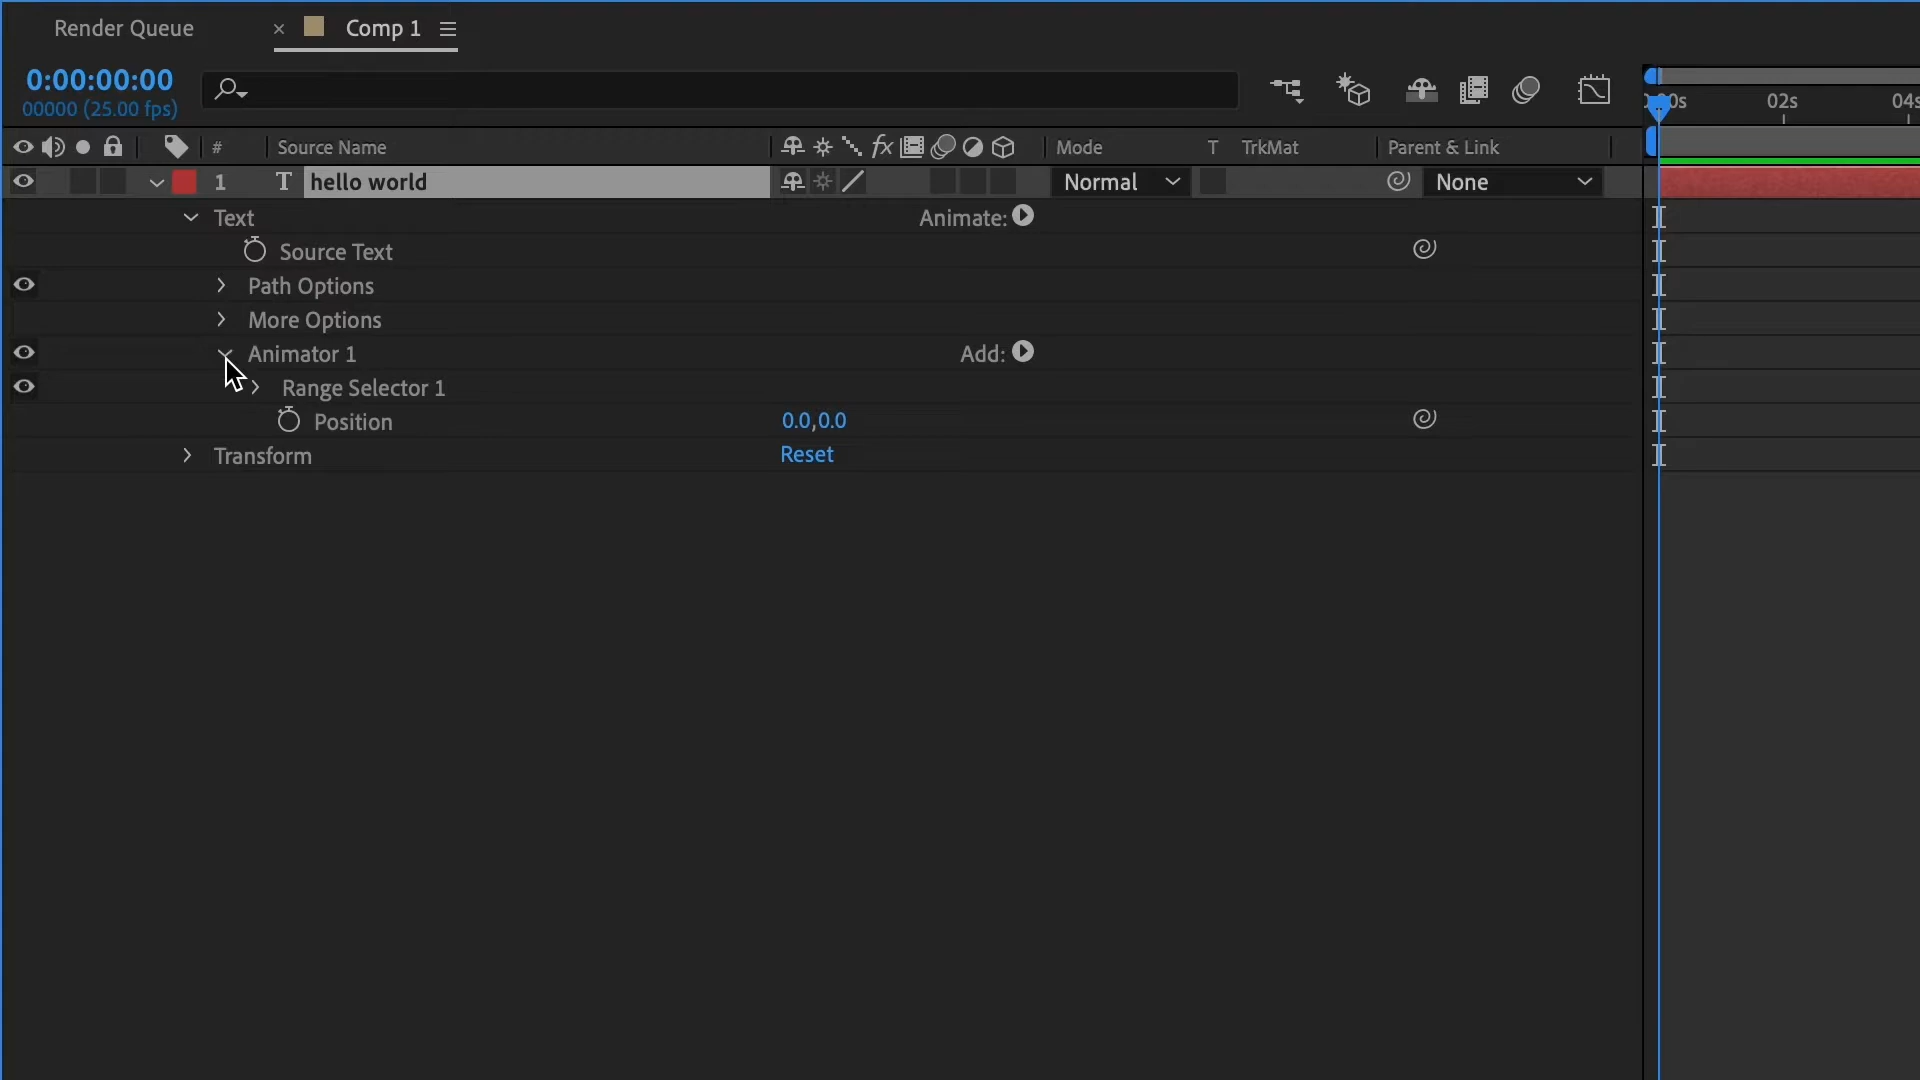 Render Queue × Comp 1
0:00:00:00
00000 (25.00 fps)
02s 04s
# Source Name fx Mode T TrkMat Parent & Link
1 T hello world Normal None
Text Animate:
Source Text
Path Options
More Options
Animator 1 Add:
Range Selector 1
Position 0.0,0.0
Transform Reset